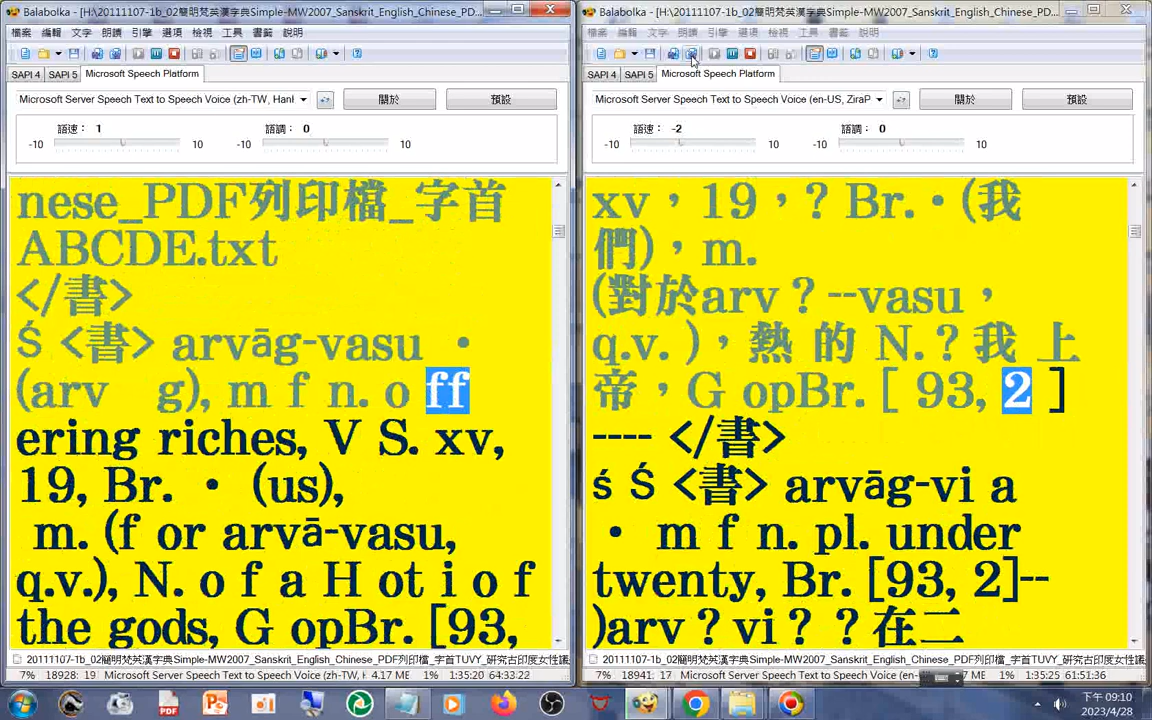 Balabolka - [H:\20111107-1b_02簡明梵英漢字典Simple-MW2007_Sanskrit_English_Chinese_PD...
檔案 編輯 文字 朗讀 引擎 選項 檢視 工具 書籤 說明
SAPI 4 SAPI 5 Microsoft Speech Platform
Microsoft Server Speech Text to Speech Voice (zh-TW, HanH 關於 預設
語速： 1 語調： 0
-10 10 -10 10
nese_PDF列印檔_字首
ABCDE.txt
</書>
Ś <書> arvāg-vasu •
(arv g), m f n. o ff
ering riches, V S. xv,
19, Br. • (us),
m. (f or arvā-vasu,
q.v.), N. o f a H ot i o f
the gods, G opBr. [93,
20111107-1b_02簡明梵英漢字典Simple-MW2007_Sanskrit_English_Chinese_PDF列印檔_字首TUVY_研究古印度女性議
7% 18928: 19 Microsoft Server Speech Text to Speech Voice (zh-TW, H 4.17 ME 1% 1:35:20 64:33:22
Balabolka - [H:\20111107-1b_02簡明梵英漢字典Simple-MW2007_Sanskrit_English_Chinese_PD...
檔案 編輯 文字 朗讀 引擎 選項 檢視 工具 書籤 說明
SAPI 4 SAPI 5 Microsoft Speech Platform
Microsoft Server Speech Text to Speech Voice (en-US, ZiraP 關於 預設
語速： -2 語調： 0
-10 10 -10 10
xv，19，? Br. • (我
們)，m.
(對於arv？--vasu，
q.v. )，熱 的 N.？我 上
帝，G opBr. [ 93, 2 ]
---- </書>
ś Ś <書> arvāg-vi a
• m f n. pl. under
twenty, Br. [93, 2]--
)arv？vi？？在二
20111107-1b_02簡明梵英漢字典Simple-MW2007_Sanskrit_English_Chinese_PDF列印檔_字首TUVY_研究古印度女性議
7% 18941: 17 Microsoft Server Speech Text to Speech Voice 1% 1:35:25 61:51:36
下午 09:10
2023/4/28